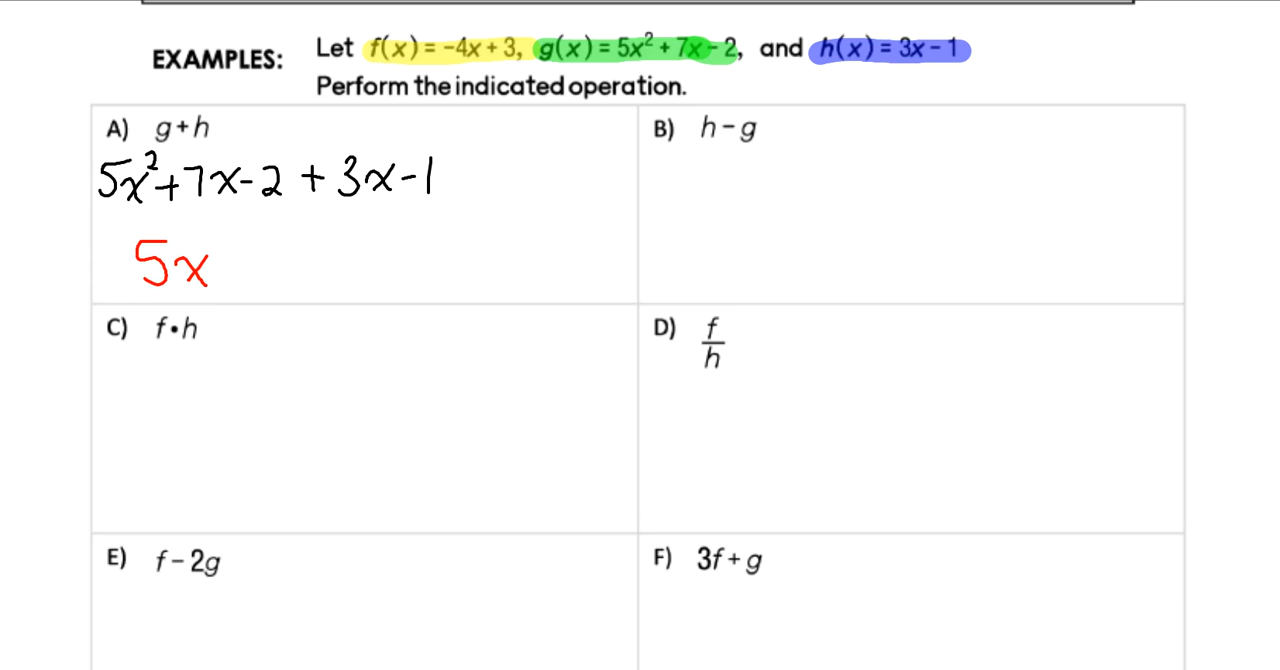 EXAMPLES: Let f(x) = -4x + 3, g(x) = 5x² + 7x - 2, and h(x) = 3x - 1
Perform the indicated operation.
A) g + h
5x² + 7x - 2 + 3x - 1
5x
B) h - g
C) f • h
D) f/h
E) f - 2g
F) 3f + g